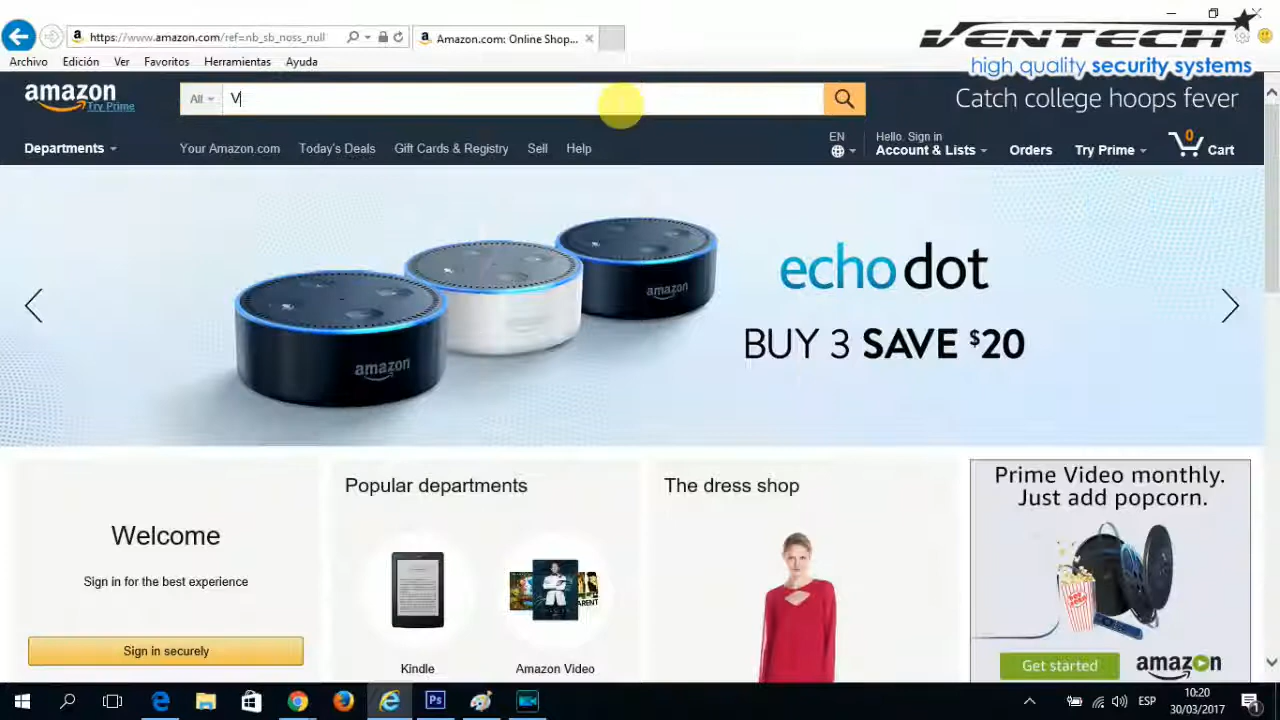 https://www.amazon.com/ref=nb_sb_noss_null
Amazon.com: Online Shop...
VENTECH
high quality security systems
Archivo Edición Ver Favoritos Herramientas Ayuda
amazon
Try Prime
All
V
Catch college hoops fever
Departments
Your Amazon.com Today's Deals Gift Cards & Registry Sell Help
EN
Hello. Sign in
Account & Lists
Orders
Try Prime
0
Cart
echo dot
BUY 3 SAVE $20
amazon
amazon
Welcome
Sign in for the best experience
Sign in securely
Popular departments
Kindle
Amazon Video
The dress shop
Prime Video monthly.
Just add popcorn.
Get started
amazon
ESP
10:20
30/03/2017
1